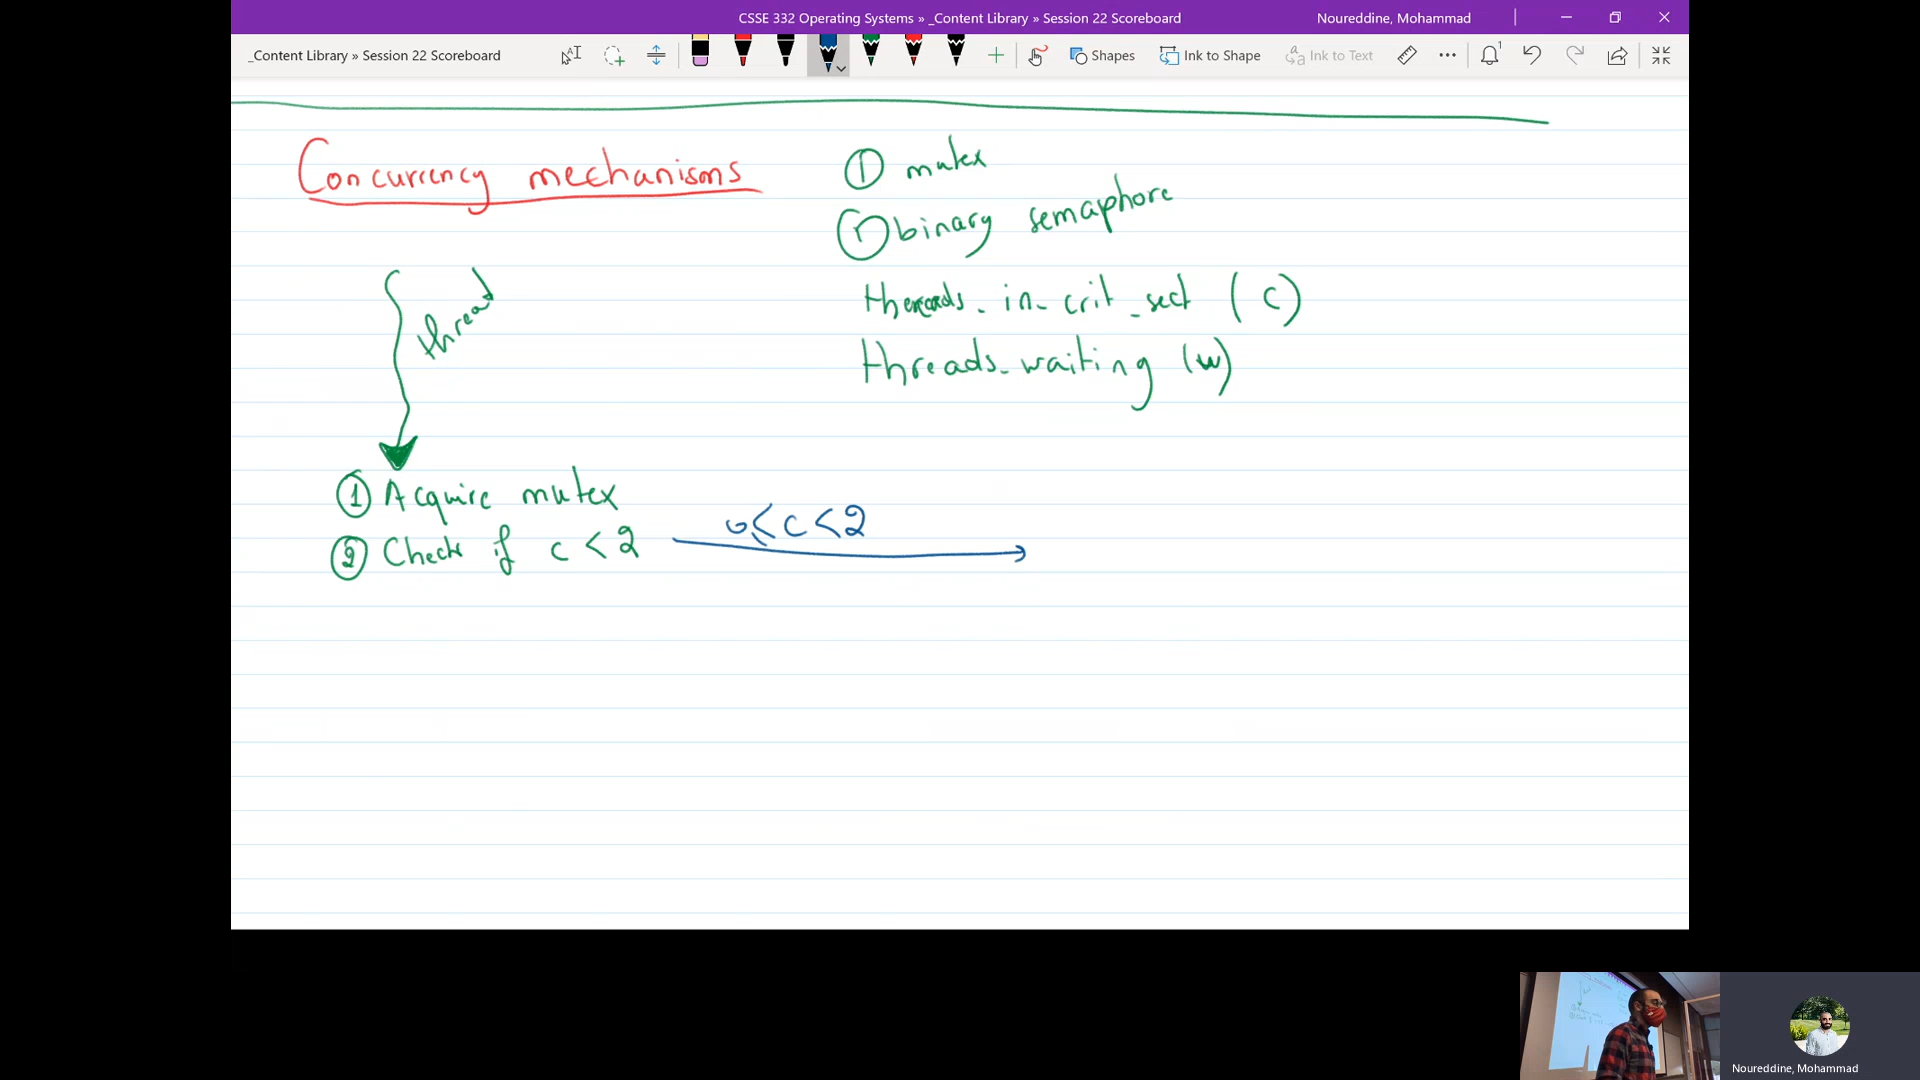 CSSE 332 Operating Systems » _Content Library » Session 22 Scoreboard
Noureddine, Mohammad
_Content Library » Session 22 Scoreboard
1
Shapes
Ink to Shape
Ink to Text
Concurrency mechanisms
① mutex
binary semaphore
threads_in_crit_sect (c)
threads_waiting (w)
thread
① Acquire mutex
② Check if c < 2
0 ≤ c < 2
Noureddine, Mohammad